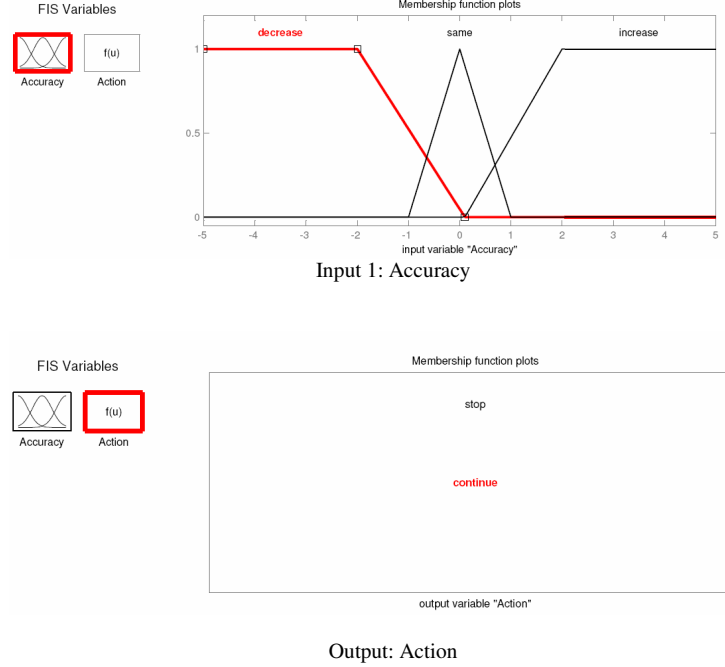 Membership function plots
FIS Variables
decrease same increase
f(u)
Accuracy Action
1
0.5
0
-5 -4 -3 -2 -1 0 1 2 3 4 5
input variable "Accuracy"
Input 1: Accuracy
Membership function plots
FIS Variables
stop
f(u)
Accuracy Action
continue
output variable "Action"
Output: Action